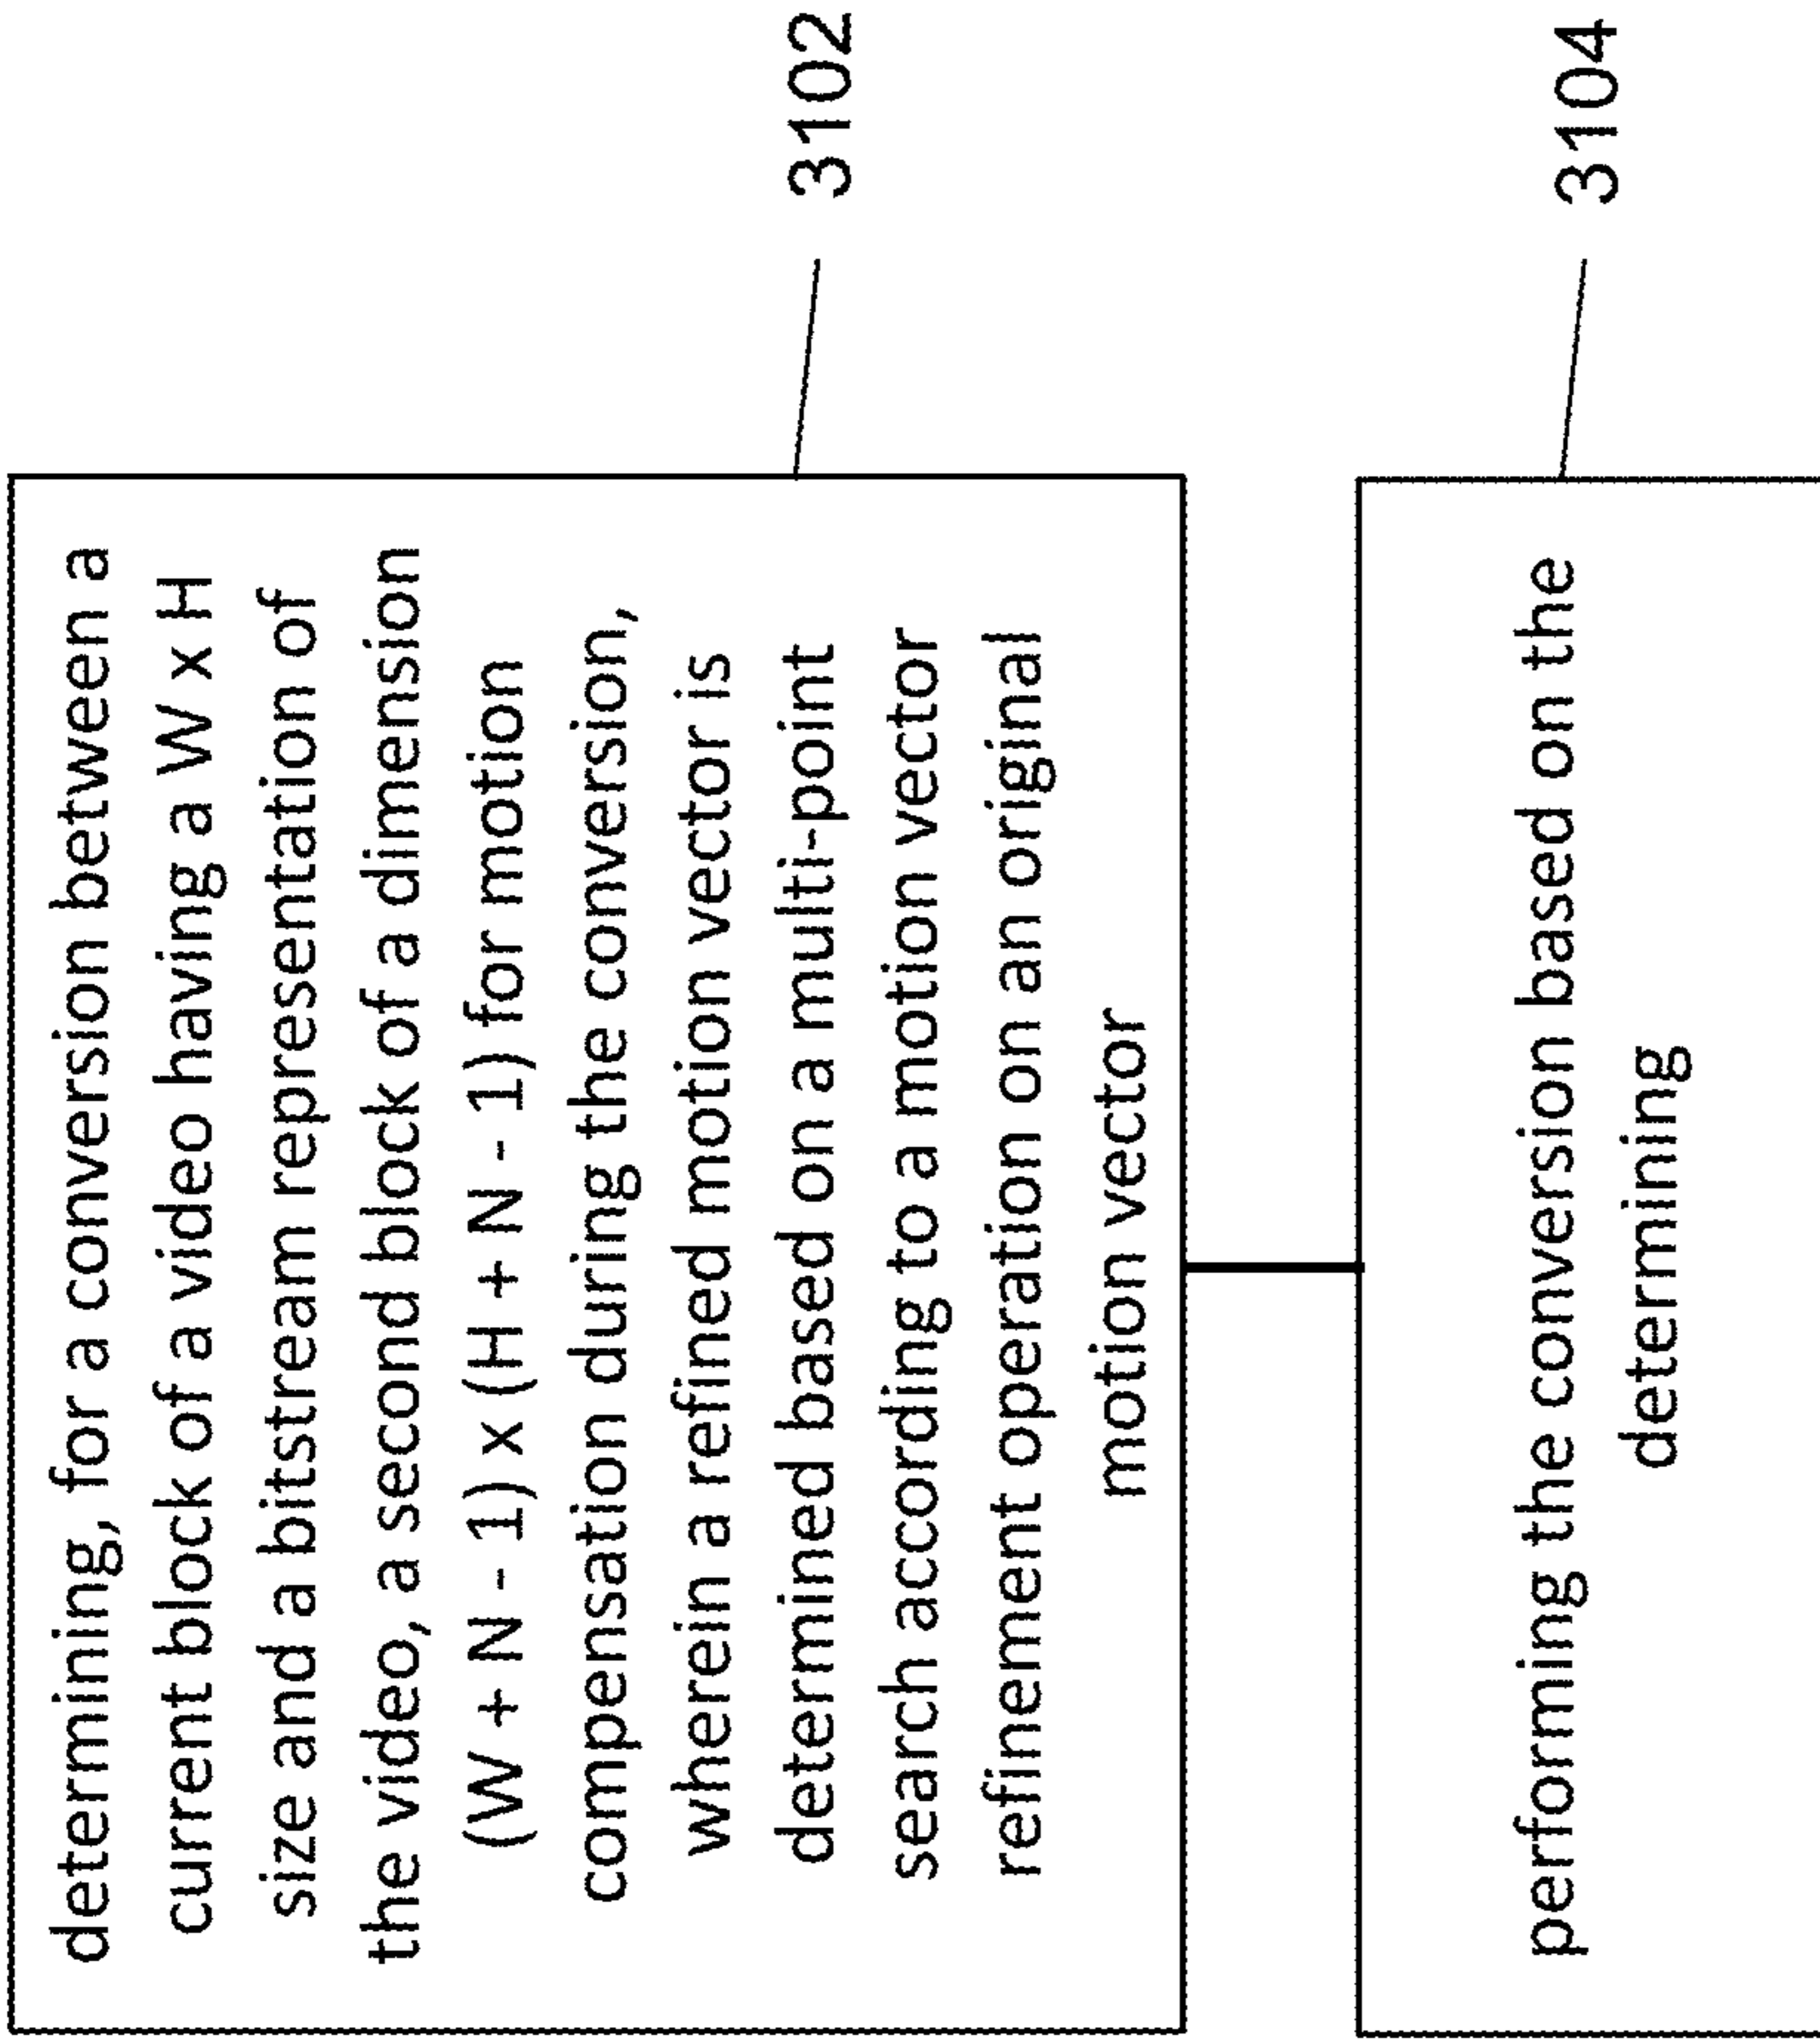 determining, for a conversion between a
current block of a video having a W x H
size and a bitstream representation of
the video, a second block of a dimension
(W + N - 1) x (H + N - 1) for motion
compensation during the conversion,
wherein a refined motion vector is
determined based on a multi-point
search according to a motion vector
refinement operation on an original
motion vector
3102
performing the conversion based on the
determining
3104